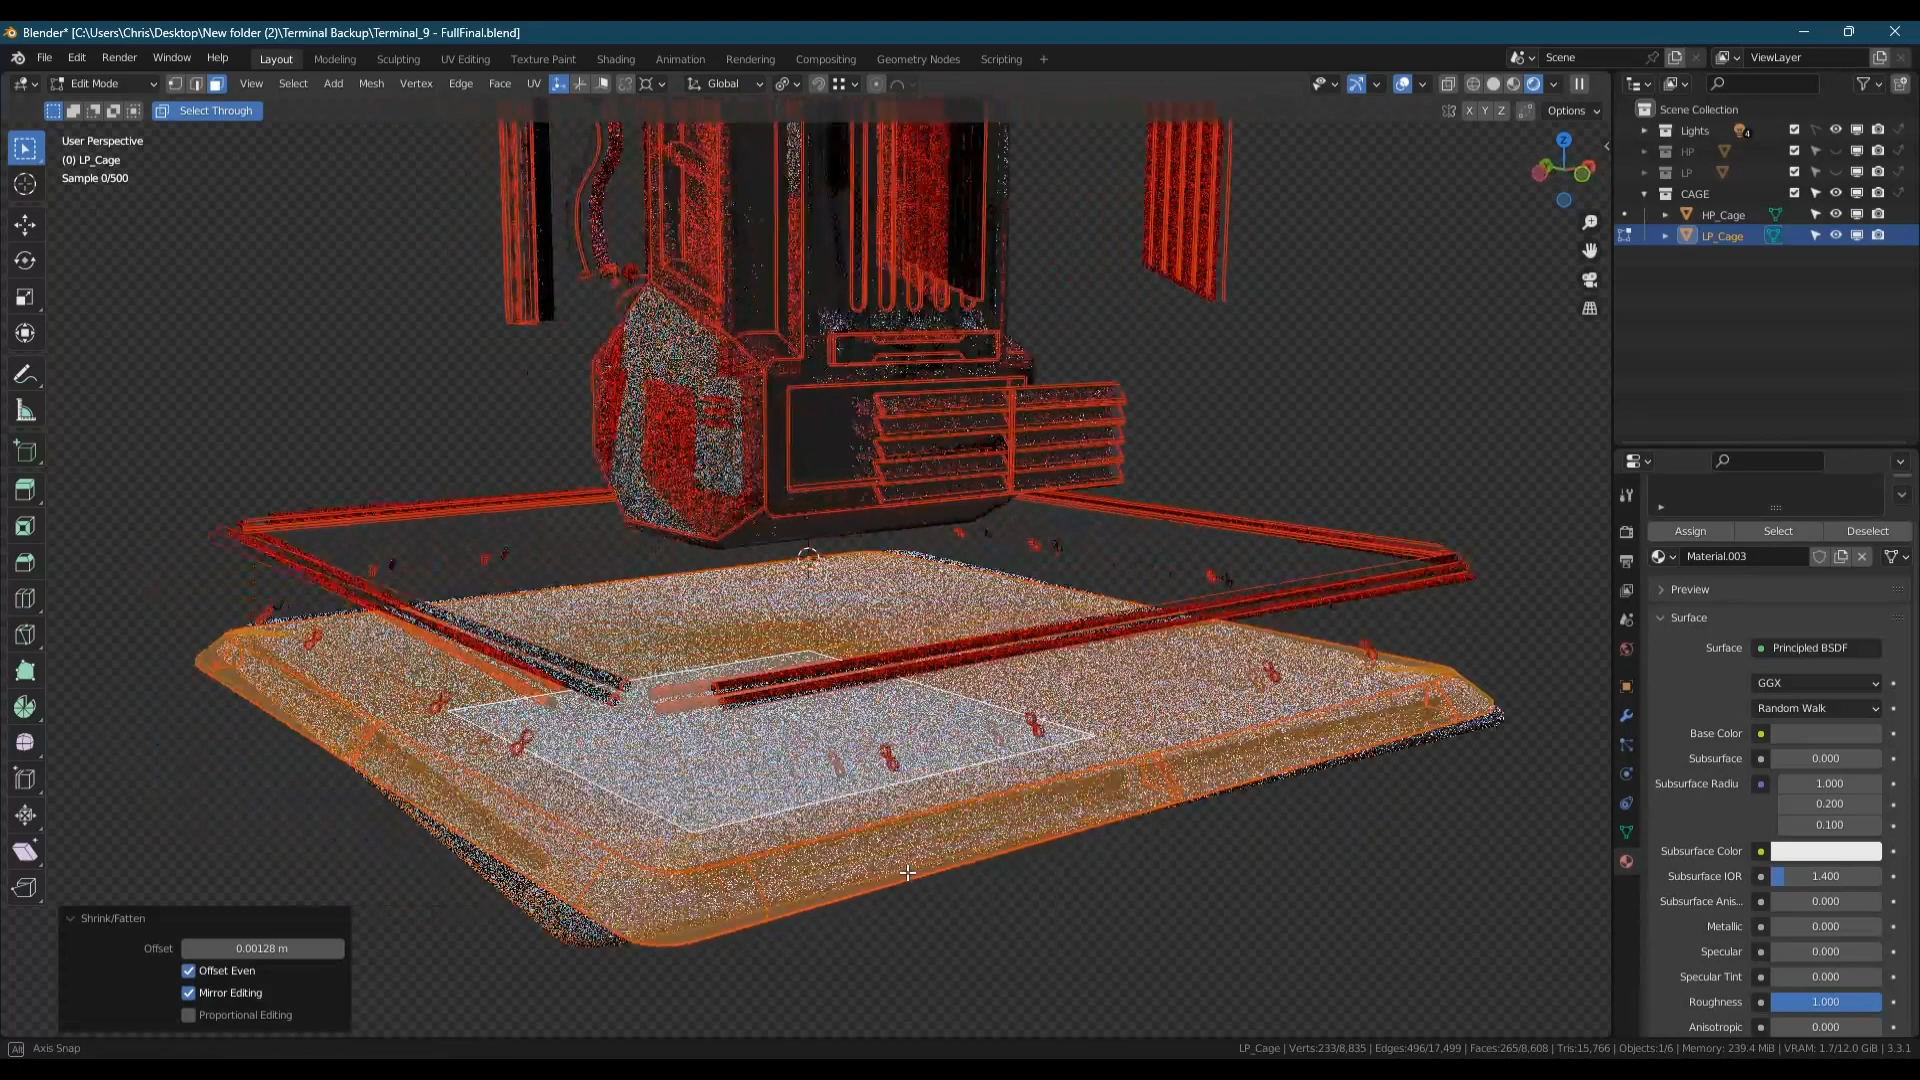 Blender* [C:\Users\Chris\Desktop\New folder (2)\Terminal Backup\Terminal_9 - FullFinal.blend]
File Edit Render Window Help Layout Modeling Sculpting UV Editing Texture Paint Shading Animation Rendering Compositing Geometry Nodes Scripting + Scene ViewLayer
Edit Mode View Select Add Mesh Vertex Edge Face UV Global
Select Through X Y Z Options
User Perspective
(0) LP_Cage
Sample 0/500
Z
Scene Collection
Lights 4
HP
LP
CAGE
HP_Cage
LP_Cage
Assign Select Deselect
Material.003
Preview
Surface
Surface Principled BSDF
GGX
Random Walk
Base Color
Subsurface 0.000
Subsurface Radiu 1.000
0.200
0.100
Subsurface Color
Subsurface IOR 1.400
Subsurface Anis... 0.000
Metallic 0.000
Specular 0.000
Specular Tint 0.000
Roughness 1.000
Anisotropic 0.000
Shrink/Fatten
Offset 0.00128 m
Offset Even
Mirror Editing
Proportional Editing
Alt Axis Snap
LP_Cage | Verts:233/8,835 | Edges:496/17,499 | Faces:265/8,608 | Tris:15,766 | Objects:1/6 | Memory: 239.4 MiB | VRAM: 1.7/12.0 GiB | 3.3.1